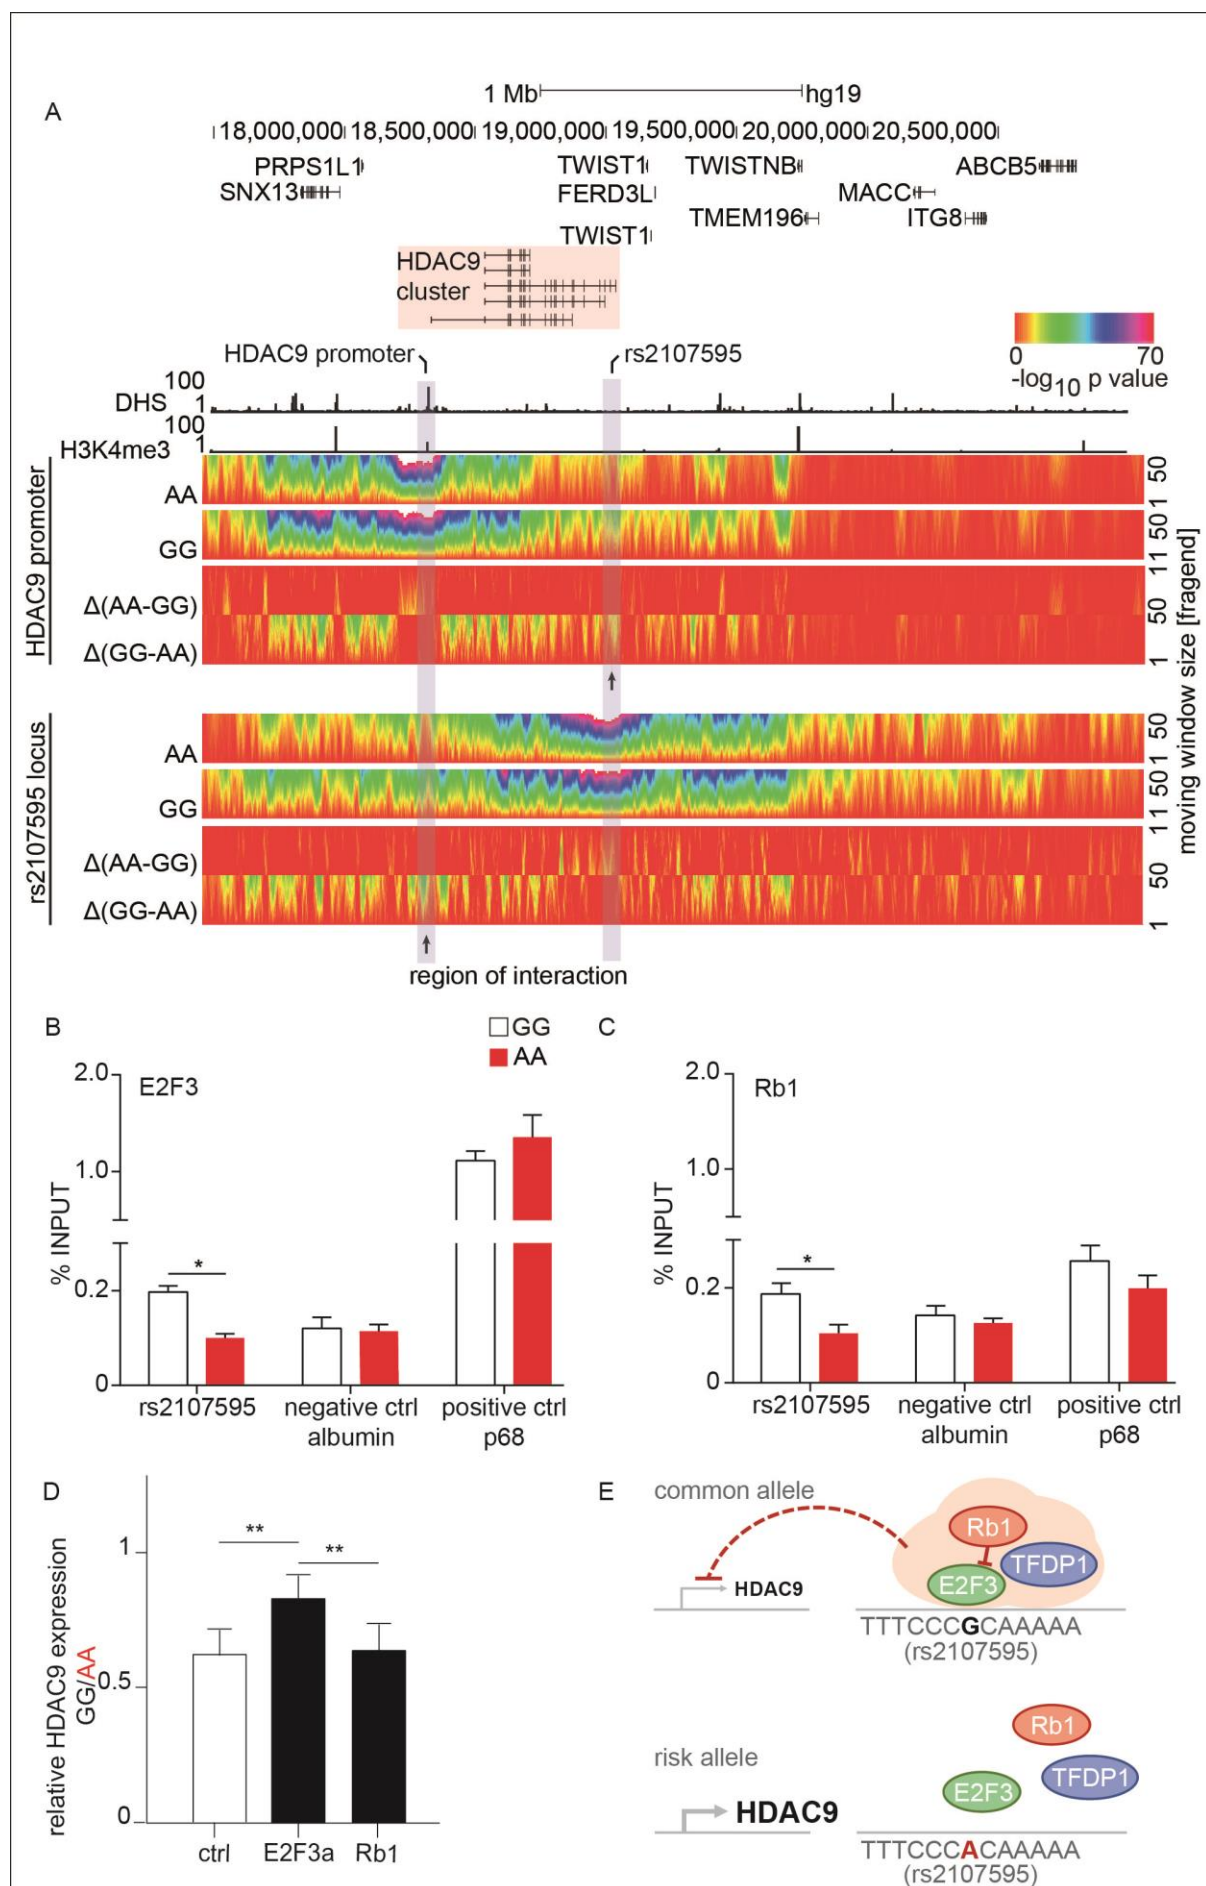 A
1 Mb hg19
18,000,000 18,500,000 19,000,000 19,500,000 20,000,000 20,500,000
PRPS1L1 TWIST1 TWISTNB ABCB5
SNX13 FERD3L MACC
TWIST1 TMEM196 ITG8
HDAC9
cluster
HDAC9 promoter rs2107595
0 70
-log10 p value
100
DHS 1
100
H3K4me3 1
HDAC9 promoter
AA
GG
Δ(AA-GG)
Δ(GG-AA)
50
1
50
1
1
50
1
moving window size [fragend]
rs2107595 locus
AA
GG
Δ(AA-GG)
Δ(GG-AA)
50
1
50
1
1
50
1
region of interaction
B
GG
AA
E2F3
% INPUT
2.0
1.0
0.2
0
*
rs2107595 negative ctrl positive ctrl
albumin p68
C
Rb1
% INPUT
2.0
1.0
0.2
0
*
rs2107595 negative ctrl positive ctrl
albumin p68
D
relative HDAC9 expression
GG/AA
1
0.5
0
** **
ctrl E2F3a Rb1
E
common allele
Rb1
TFDP1
E2F3
HDAC9
TTTCCCGCAAAAA
(rs2107595)
risk allele
Rb1
TFDP1
E2F3
HDAC9
TTTCCCACAAAAA
(rs2107595)